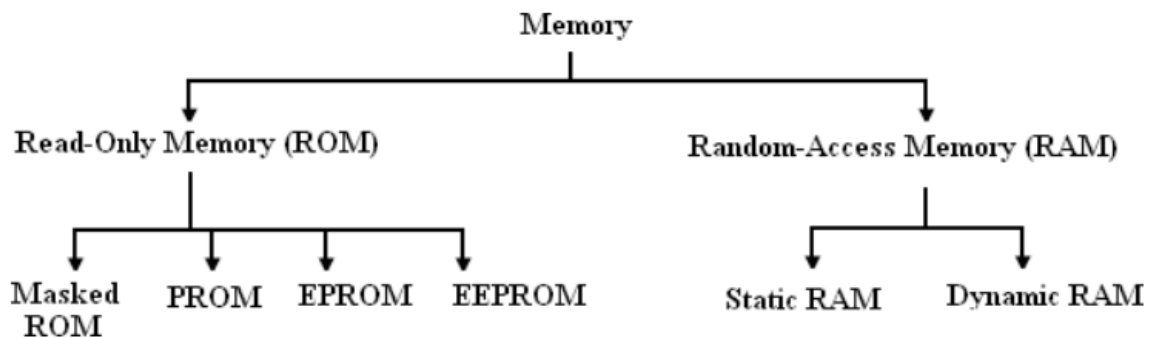 Memory
Read-Only Memory (ROM)
Random-Access Memory (RAM)
Masked
ROM
PROM
EPROM
EEPROM
Static RAM
Dynamic RAM